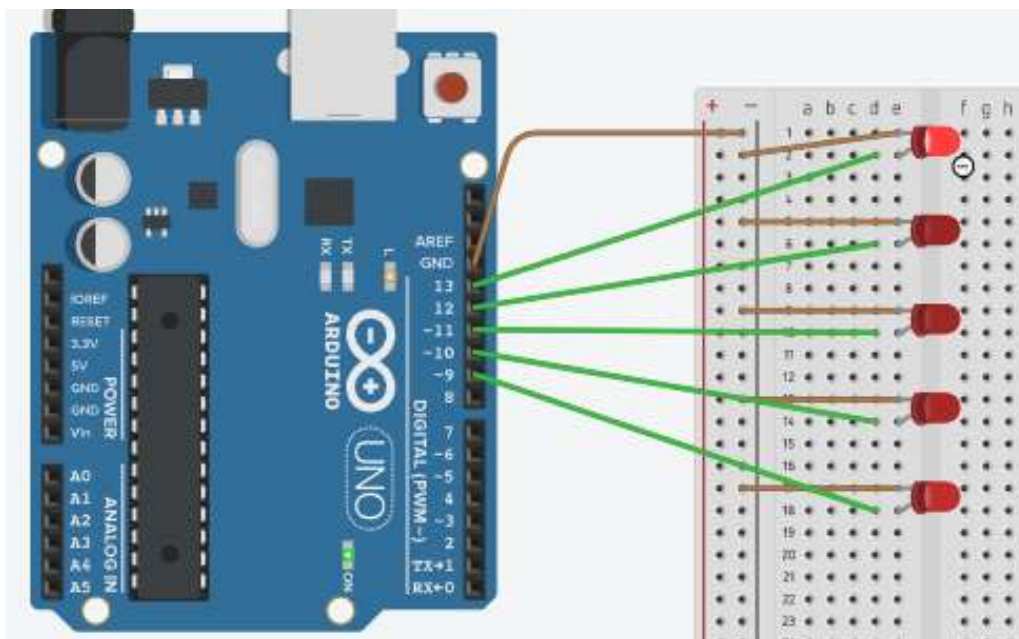 AREF
GND
13
12
~11
~10
~9
8
7
~6
~5
4
~3
2
TX→1
RX←0
DIGITAL (PWM~)
RX
TX
L
ARDUINO
UNO
ON
IOREF
RESET
3.3V
5V
GND
GND
Vin
POWER
A0
A1
A2
A3
A4
A5
ANALOG IN
+ − a b c d e f g h
1
2
3
4
5
6
7
8
10
11
12
14
15
16
18
19
20
21
22
23